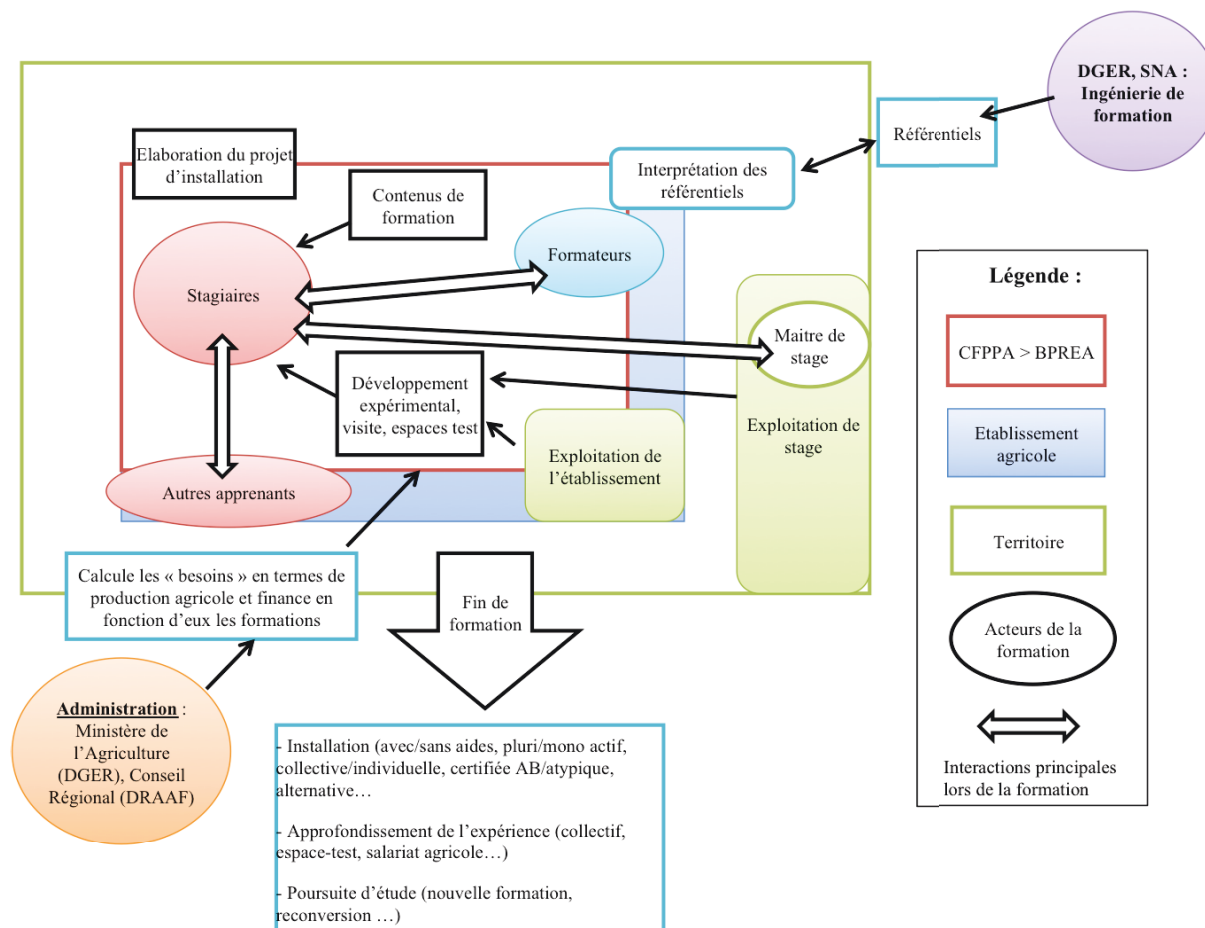 DGER, SNA :
Ingénierie de
formation
Référentiels
Elaboration du projet
d’installation
Interprétation des
référentiels
Contenus de
formation
Formateurs
Stagiaires
Maitre de
stage
Développement
expérimental,
visite, espaces test
Exploitation de
stage
Exploitation de
l’établissement
Autres apprenants
Calcule les « besoins » en termes de
production agricole et finance en
fonction d’eux les formations
Fin de
formation
Administration :
Ministère de
l’Agriculture
(DGER), Conseil
Régional (DRAAF)
- Installation (avec/sans aides, pluri/mono actif,
collective/individuelle, certifiée AB/atypique,
alternative…
- Approfondissement de l’expérience (collectif,
espace-test, salariat agricole…)
- Poursuite d’étude (nouvelle formation,
reconversion …)
Légende :
CFPPA > BPREA
Etablissement
agricole
Territoire
Acteurs de la
formation
Interactions principales
lors de la formation